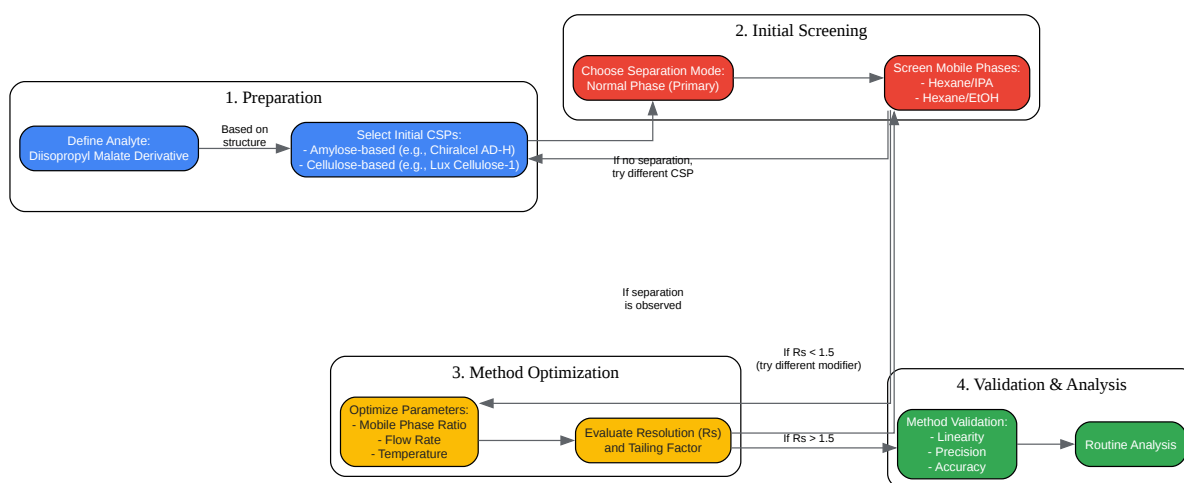 2. Initial Screening
Choose Separation Mode:
Normal Phase (Primary)
Screen Mobile Phases:
- Hexane/IPA
- Hexane/EtOH
1. Preparation
Define Analyte:
Diisopropyl Malate Derivative
Based on
structure
Select Initial CSPs:
- Amylose-based (e.g., Chiralcel AD-H)
- Cellulose-based (e.g., Lux Cellulose-1)
If no separation,
try different CSP
If separation
is observed
If Rs < 1.5
(try different modifier)
3. Method Optimization
Optimize Parameters:
- Mobile Phase Ratio
- Flow Rate
- Temperature
Evaluate Resolution (Rs)
and Tailing Factor
If Rs > 1.5
4. Validation & Analysis
Method Validation:
- Linearity
- Precision
- Accuracy
Routine Analysis